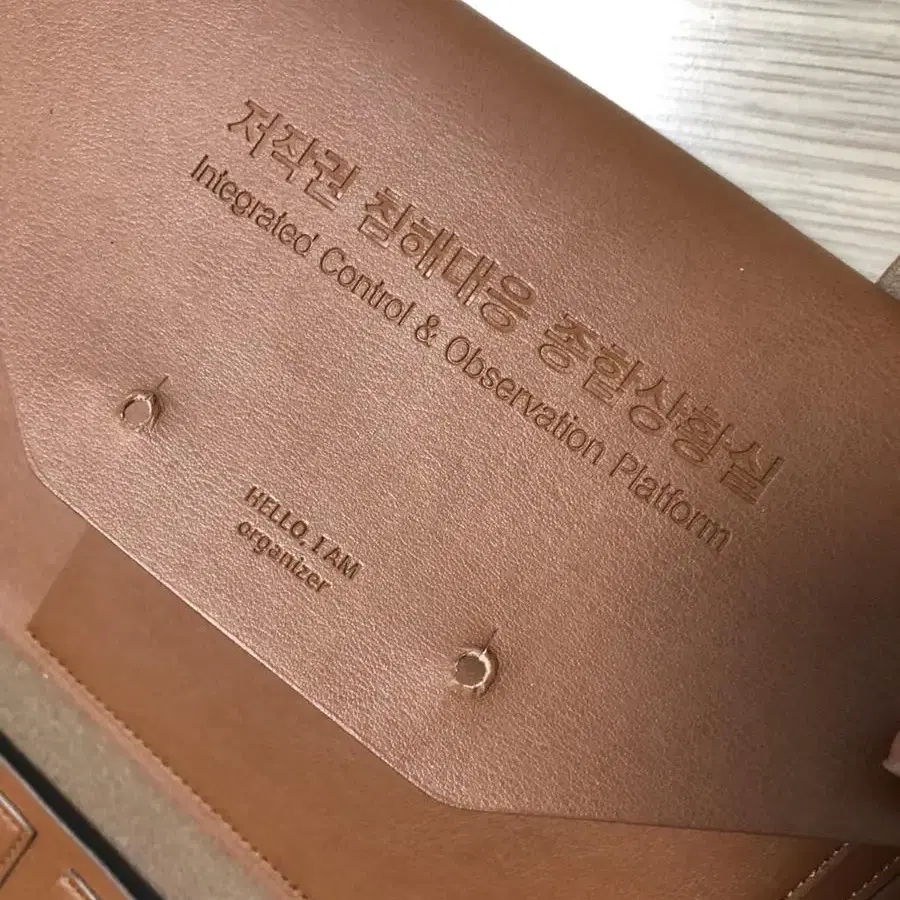 저작권 침해대응 종합상황실
Integrated Control & Observation Platform
HELLO. I AM
organizer